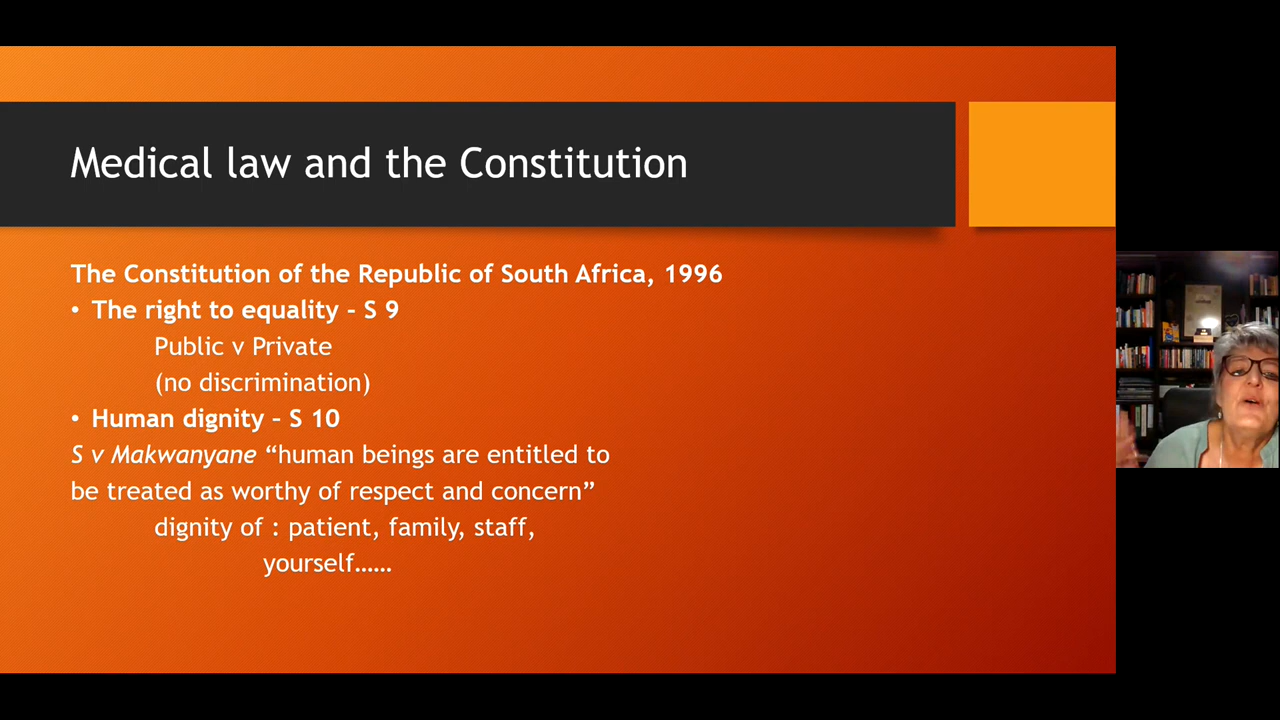 Medical law and the Constitution
The Constitution of the Republic of South Africa, 1996
• The right to equality – S 9
Public v Private
(no discrimination)
• Human dignity – S 10
S v Makwanyane “human beings are entitled to
be treated as worthy of respect and concern”
dignity of : patient, family, staff,
yourself……